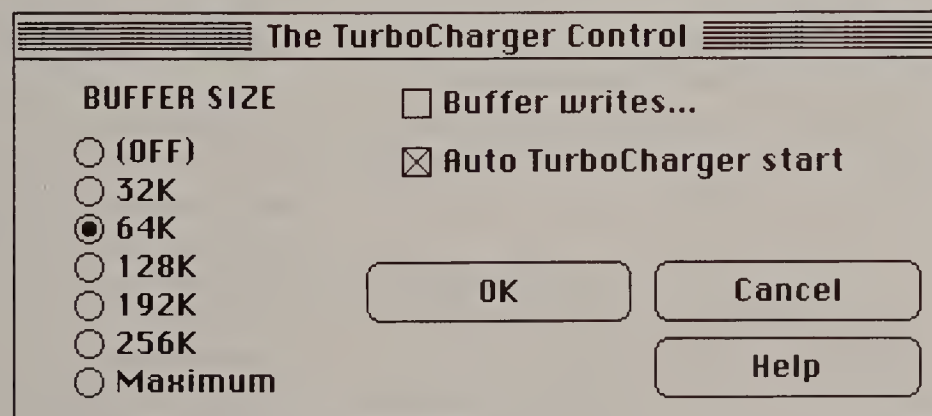 The TurboCharger Control
BUFFER SIZE
(OFF)
32K
64K
128K
192K
256K
Maximum
Buffer writes...
Auto TurboCharger start
OK
Cancel
Help